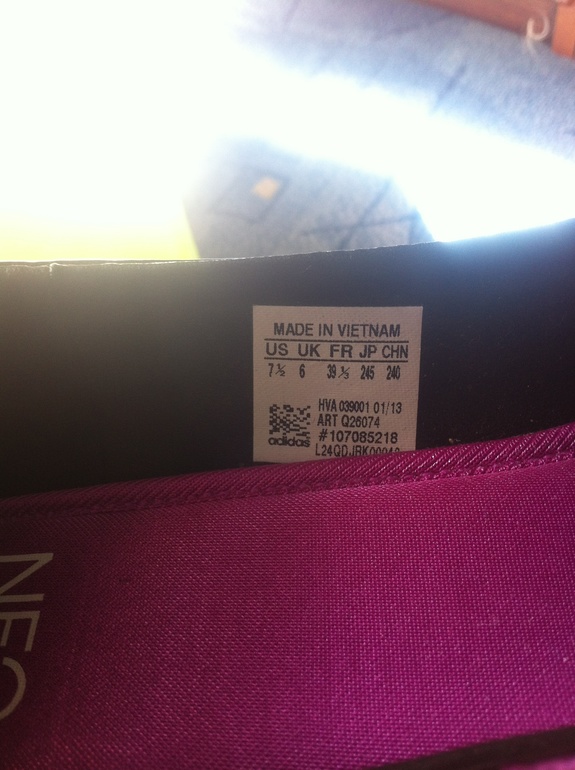 MADE IN VIETNAM
US UK FR JP CHN
7½ 6 39⅓ 245 240
HVA 039001 01/13
ART Q26074
adidas #107085218
NEO